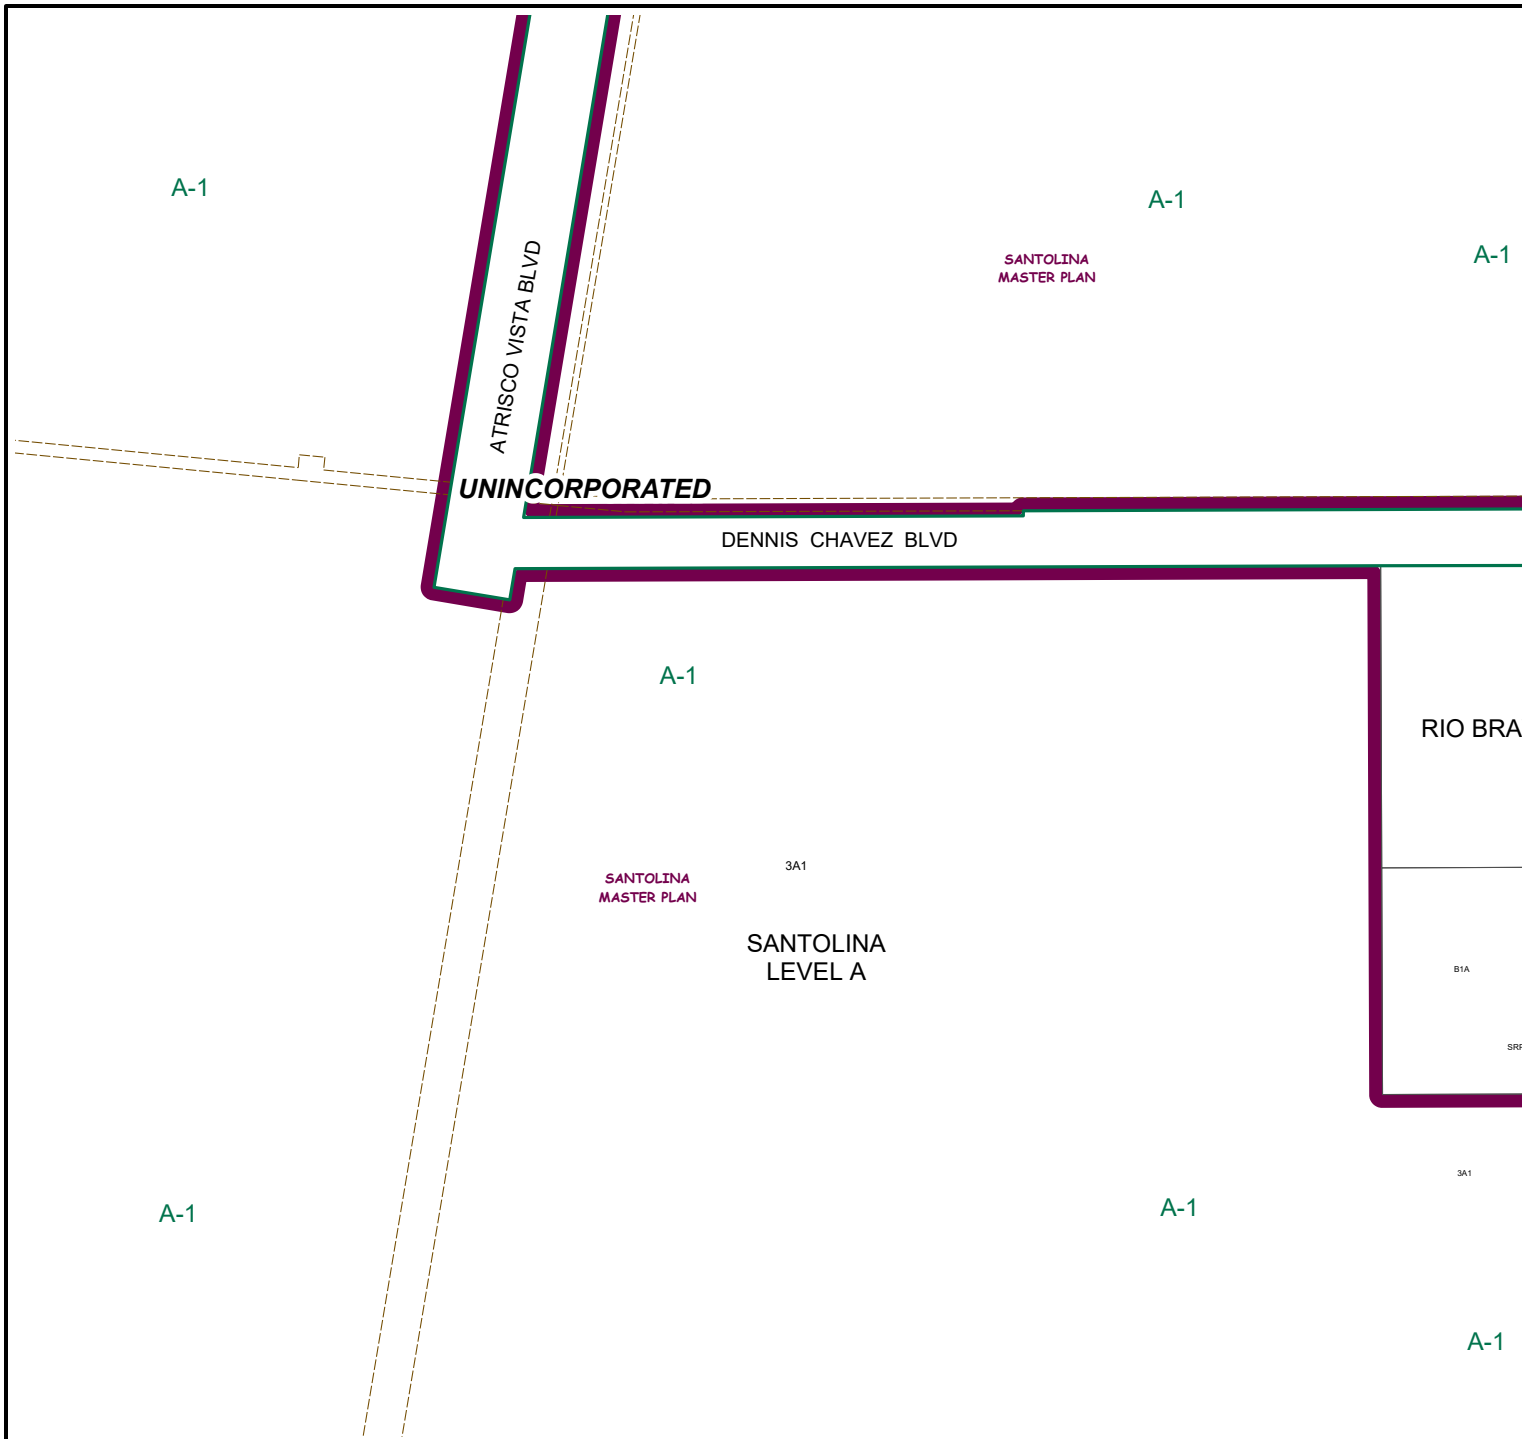 A-1
A-1
A-1
SANTOLINA
MASTER PLAN
ATRISCO VISTA BLVD
UNINCORPORATED
DENNIS CHAVEZ BLVD
A-1
RIO BRA
3A1
SANTOLINA
MASTER PLAN
SANTOLINA
LEVEL A
B1A
SRP
3A1
A-1
A-1
A-1